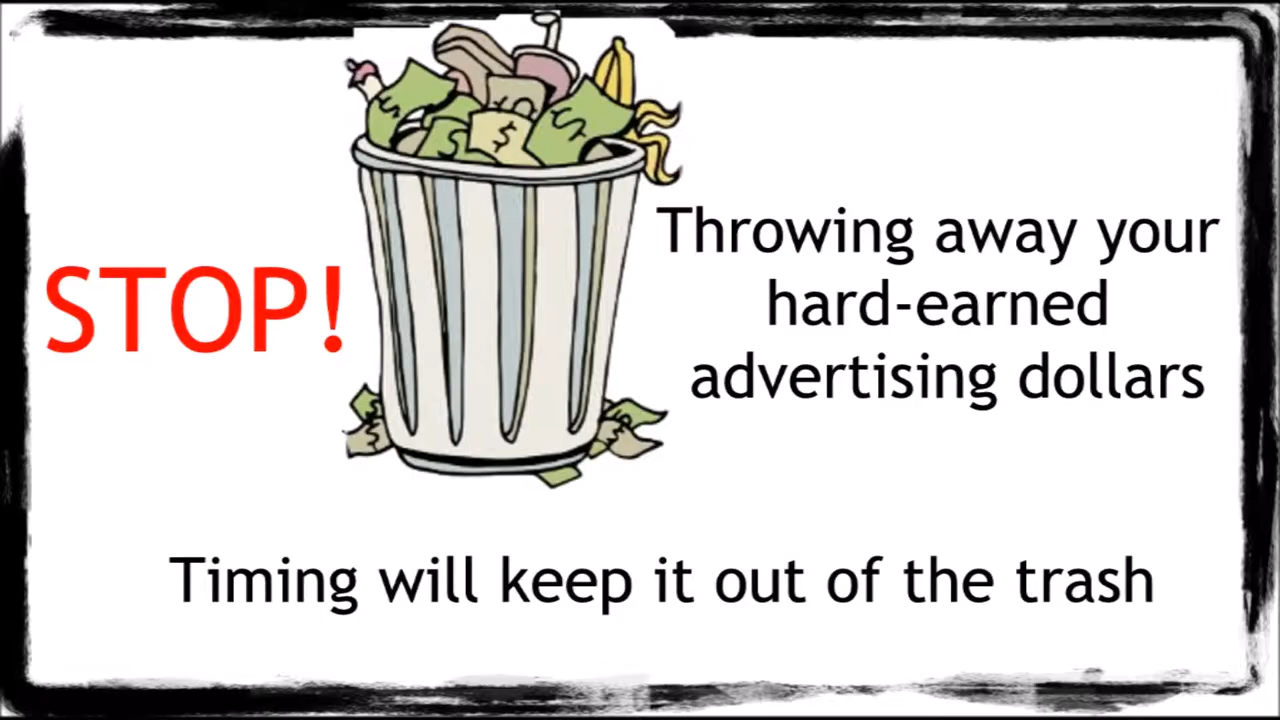 STOP!
Throwing away your
hard-earned
advertising dollars
Timing will keep it out of the trash